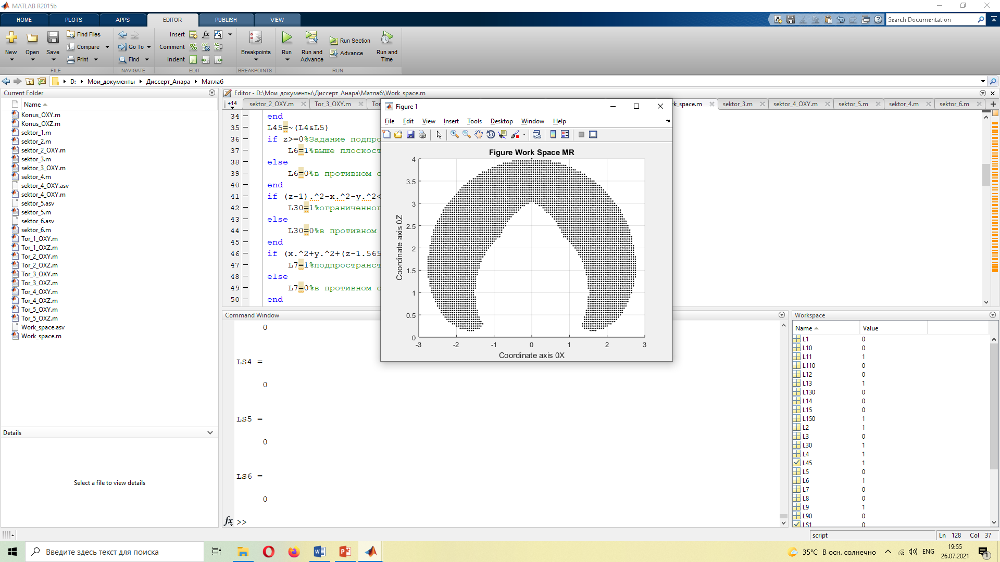 MATLAB R2015b
HOME PLOTS APPS EDITOR PUBLISH VIEW
Search Documentation
New Open Save Find Files Compare Print
Go To Find
Insert fx
Comment
Indent
Breakpoints
Run Run and Advance Run Section Advance Run and Time
FILE NAVIGATE EDIT BREAKPOINTS RUN
D: Мои_документы Диссерт_Анара Матлаб
Current Folder
Name
Konus_OXY.m
Konus_OXZ.m
sektor_1.m
sektor_2.m
sektor_2_OXY.m
sektor_3.m
sektor_3_OXY.m
sektor_4.m
sektor_4_OXY.asv
sektor_4_OXY.m
sektor_5.asv
sektor_5.m
sektor_6.asv
sektor_6.m
Tor_1_OXY.m
Tor_1_OXZ.m
Tor_2_OXY.m
Tor_2_OXZ.m
Tor_3_OXY.m
Tor_3_OXZ.m
Tor_4_OXY.m
Tor_4_OXZ.m
Tor_5_OXY.m
Tor_5_OXZ.m
Work_space.asv
Work_space.m
Details
Select a file to view details
Editor - D:\Мои_документы\Диссерт_Анара\Матлаб\Work_space.m
+14 sektor_2_OXY.m Tor_3_OXY.m Tor k_space.m sektor_3.m sektor_4_OXY.m sektor_5.m sektor_4.m sektor_6.m
34 end
35 L45=~(L4&L5)
36 if z>=0%Задание подпро
37 L6=1%выше плоскост
38 else
39 L6=0%в противном с
40 end
41 if (z-1).^2-x.^2-y.^2<
42 L30=1%ограниченног
43 else
44 L30=0%в противном
45 end
46 if (x.^2+y.^2+(z-1.565
47 L7=1%подпространст
48 else
49 L7=0%в противном с
50 end
Figure 1
File Edit View Insert Tools Desktop Window Help
Figure Work Space MR
Coordinate axis 0Z
4
3.5
3
2.5
2
1.5
1
0.5
0
-3 -2 -1 0 1 2 3
Coordinate axis 0X
Command Window
0
LS4 =
0
LS5 =
0
LS6 =
0
fx >>
Workspace
Name Value
L1 0
L10 0
L11 1
L110 0
L12 0
L13 1
L130 0
L14 0
L15 0
L150 1
L2 1
L3 0
L30 1
L4 1
L45 1
L5 0
L6 1
L7 0
L8 0
L9 1
L90 0
LS1 0
script Ln 128 Col 37
Введите здесь текст для поиска
35°C В осн. солнечно ENG 19:55
26.07.2021
1